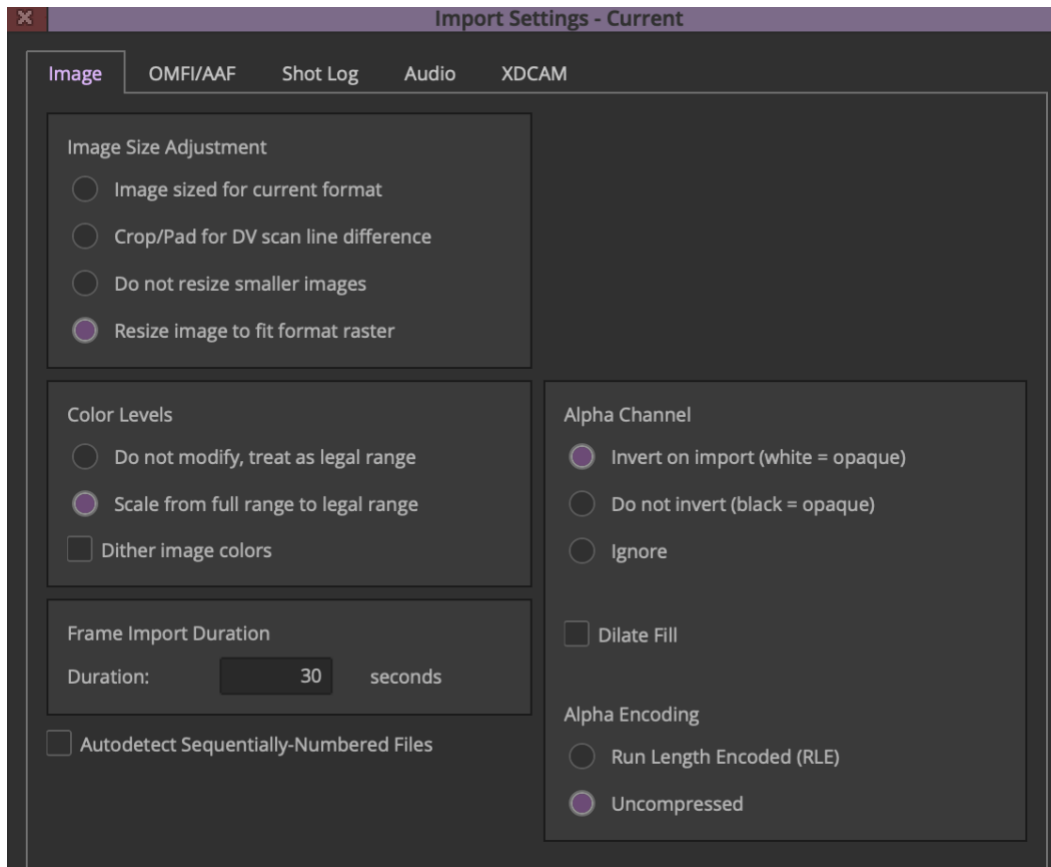 Import Settings - Current
Image OMFI/AAF Shot Log Audio XDCAM
Image Size Adjustment
Image sized for current format
Crop/Pad for DV scan line difference
Do not resize smaller images
Resize image to fit format raster
Color Levels
Do not modify, treat as legal range
Scale from full range to legal range
Dither image colors
Frame Import Duration
Duration: 30 seconds
Autodetect Sequentially-Numbered Files
Alpha Channel
Invert on import (white = opaque)
Do not invert (black = opaque)
Ignore
Dilate Fill
Alpha Encoding
Run Length Encoded (RLE)
Uncompressed